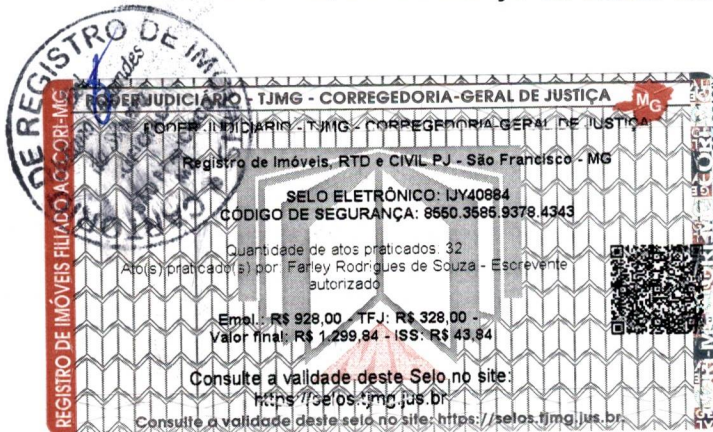 CARTÓRIO DE REGISTRO DE IMÓ
REGISTRO DE IMÓVEIS FILIADO AO CORI-MG
PODER JUDICIÁRIO - TJMG - CORREGEDORIA-GERAL DE JUSTIÇA
MG
PODER JUDICIÁRIO - TJMG - CORREGEDORIA-GERAL DE JUSTIÇA
Registro de Imóveis, RTD e CIVIL PJ - São Francisco - MG
SELO ELETRÔNICO: IJY40884
CÓDIGO DE SEGURANÇA: 8550.3585.9378.4343
Quantidade de atos praticados: 32
Ato(s) praticado(s) por: Farley Rodrigues de Souza - Escrevente
autorizado
Emol.: R$ 928,00 - TFJ: R$ 328,00 -
Valor final: R$ 1.299,84 - ISS: R$ 43,84
Consulte a validade deste Selo no site:
https://selos.tjmg.jus.br
Consulte a validade deste selo no site: https://selos.tjmg.jus.br.